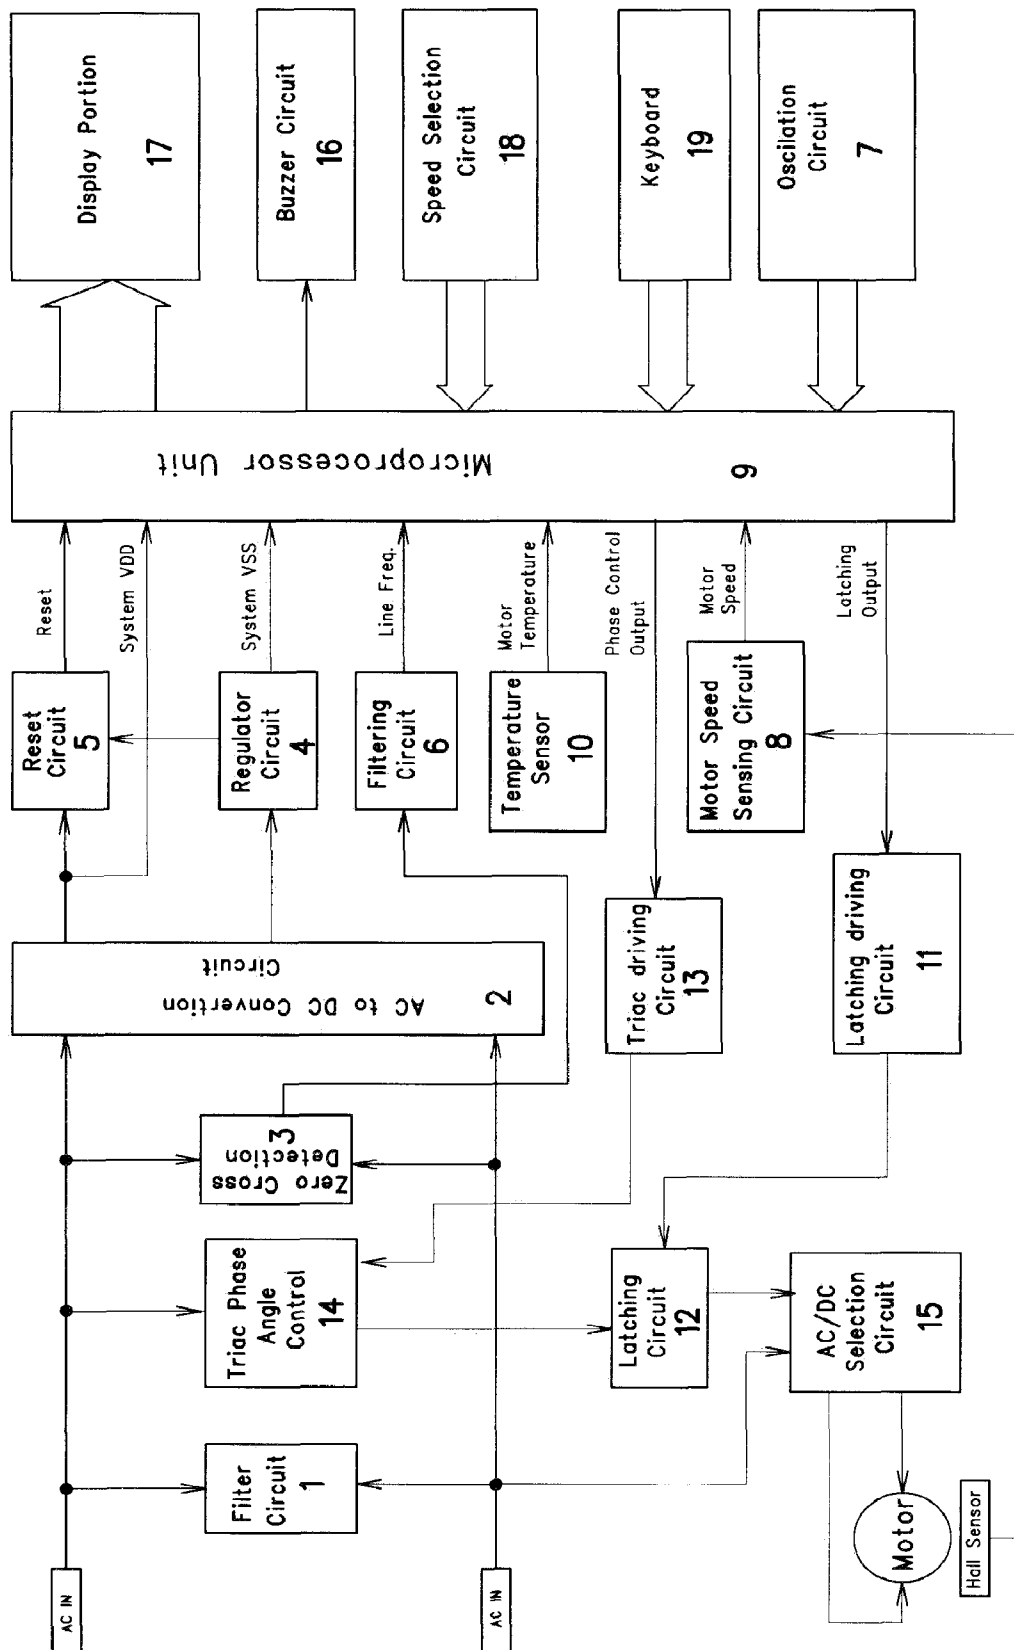 Display Portion
17
Buzzer Circuit
16
Speed Selection
Circuit
18
Keyboard
19
Oscilation
Circuit
7
Microprocessor Unit
9
Reset
System VDD
System VSS
Line Freq.
Motor
Temperature
Phase Control
Output
Motor
Speed
Latching
Output
Reset
Circuit
5
Regulator
Circuit
4
Filtering
Circuit
6
Temperature
Sensor
10
Motor Speed
Sensing Circuit
8
AC to DC Convertion
Circuit
2
Triac driving
Circuit
13
Latching driving
Circuit
11
Zero Cross
Detection
3
Triac Phase
Angle
Control
14
Latching
Circuit
12
AC/DC
Selection
Circuit
15
Filter
Circuit
1
Motor
Hall Sensor
AC IN
AC IN